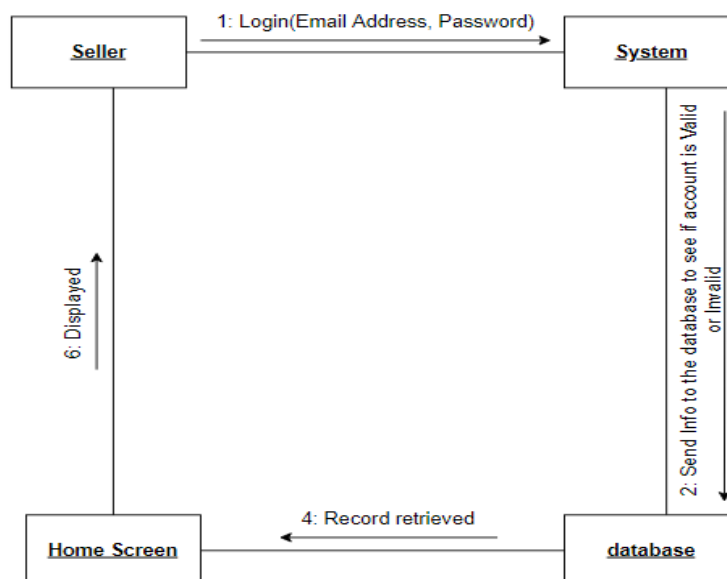 1: Login(Email Address, Password)
Seller
System
2: Send Info to the database to see if account is Valid
or Invalid
6: Displayed
4: Record retrieved
Home Screen
database